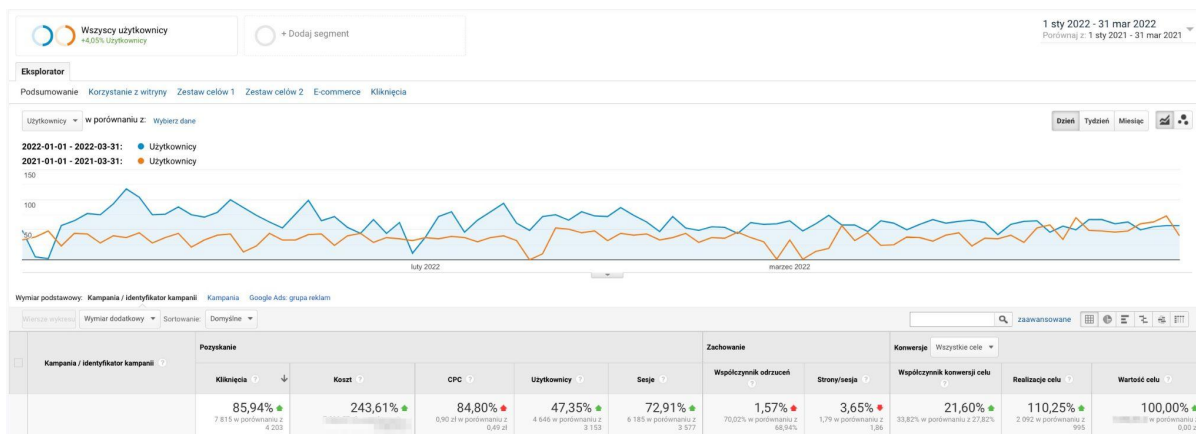 Wszyscy użytkownicy
+4,05% Użytkownicy
+ Dodaj segment
1 sty 2022 - 31 mar 2022
Porównaj z: 1 sty 2021 - 31 mar 2021
Eksplorator
Podsumowanie Korzystanie z witryny Zestaw celów 1 Zestaw celów 2 E-commerce Kliknięcia
Użytkownicy w porównaniu z: Wybierz dane
Dzień Tydzień Miesiąc
2022-01-01 - 2022-03-31: Użytkownicy
2021-01-01 - 2021-03-31: Użytkownicy
150
100
50
luty 2022 marzec 2022
Wymiar podstawowy: Kampania / identyfikator kampanii Kampania Google Ads: grupa reklam
Wiersze wykresu Wymiar dodatkowy Sortowanie: Domyślne zaawansowane
Kampania / identyfikator kampanii
Pozyskanie Zachowanie Konwersje Wszystkie cele
Kliknięcia Koszt CPC Użytkownicy Sesje Współczynnik odrzuceń Strony/sesja Współczynnik konwersji celu Realizacje celu Wartość celu
85,94% 243,61% 84,80% 47,35% 72,91% 1,57% 3,65% 21,60% 110,25% 100,00%
7 815 w porównaniu z 4 203
0,90 zł w porównaniu z 0,49 zł
4 646 w porównaniu z 3 153
6 185 w porównaniu z 3 577
70,02% w porównaniu z 68,94%
1,79 w porównaniu z 1,86
33,82% w porównaniu z 27,82%
2 092 w porównaniu z 995
w porównaniu z 0,00 zł